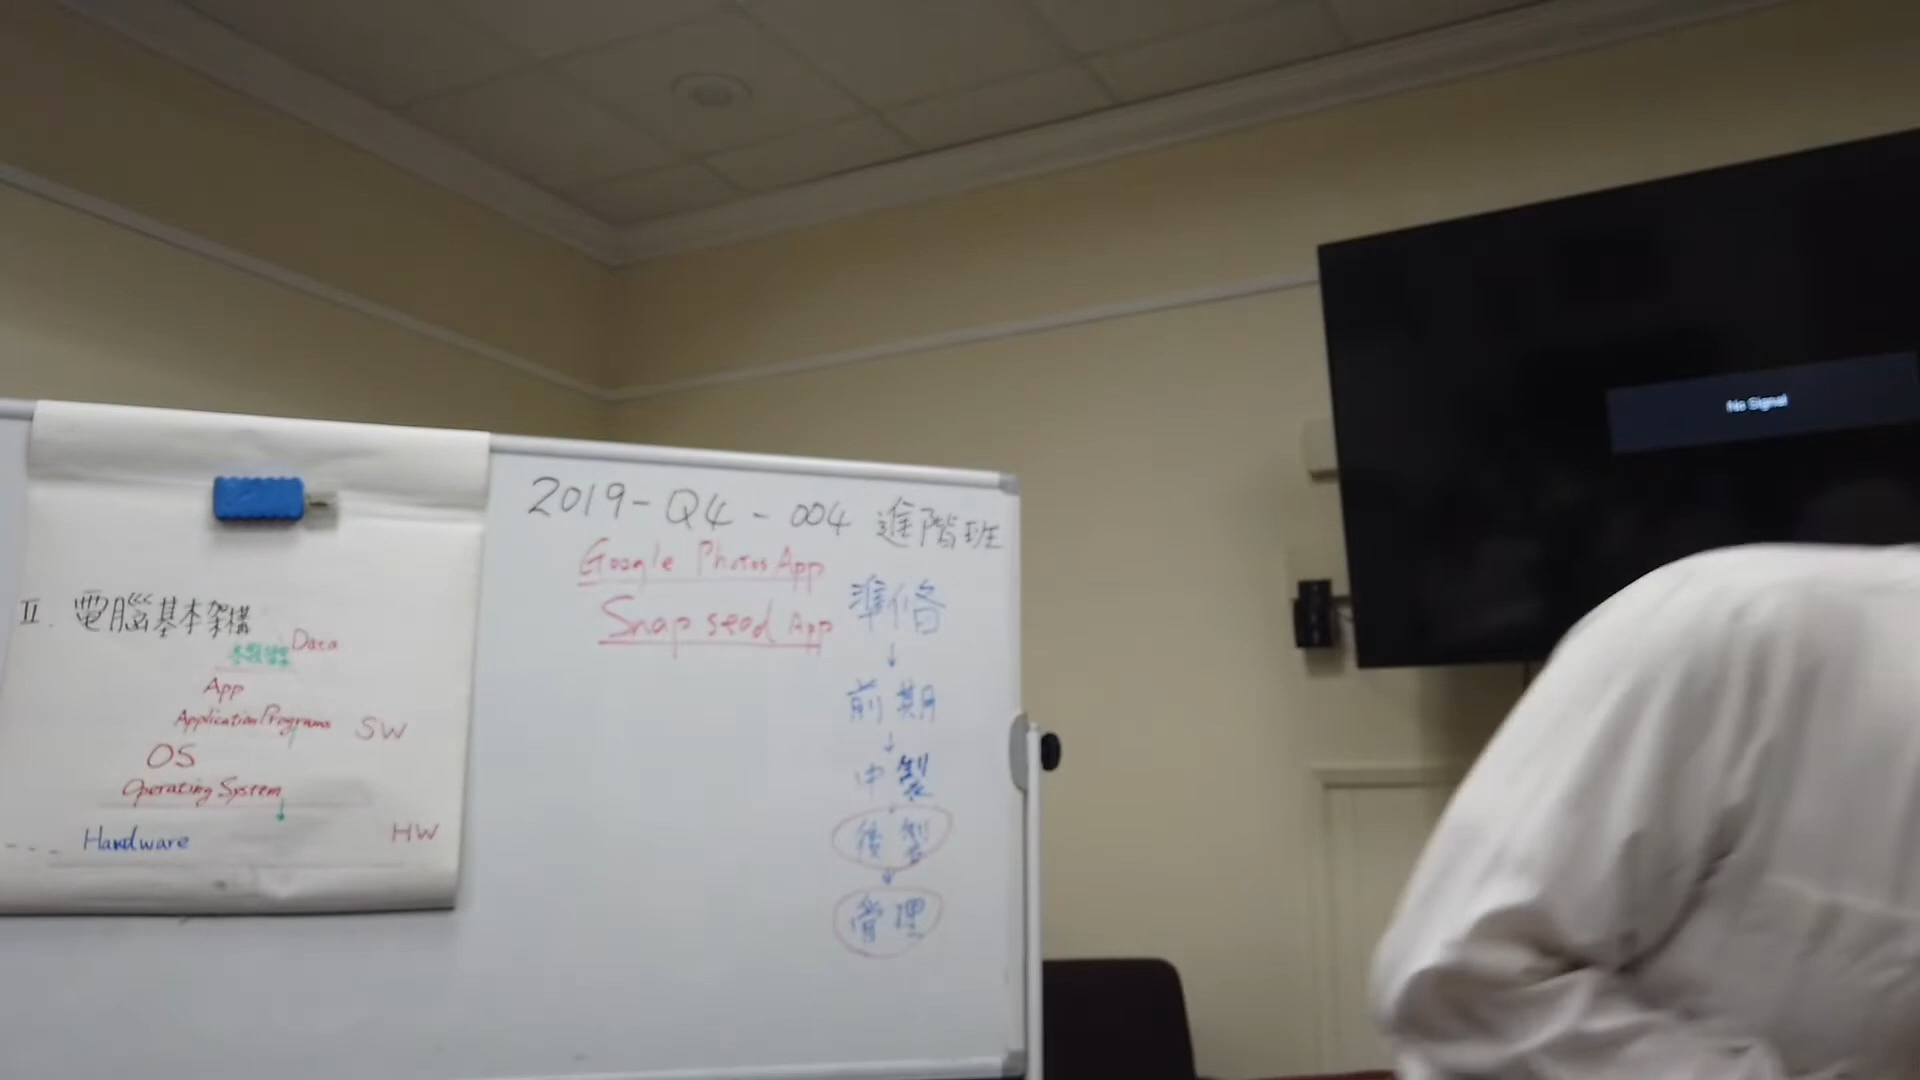 II. 電腦基本架構
Data
App
Application Programs SW
OS
Operating System
Hardware HW
2019-Q4-004 進階班
Google Photos App
Snap seed App
準備
↓
前期
↓
中製
後製
↓
管理
No Signal